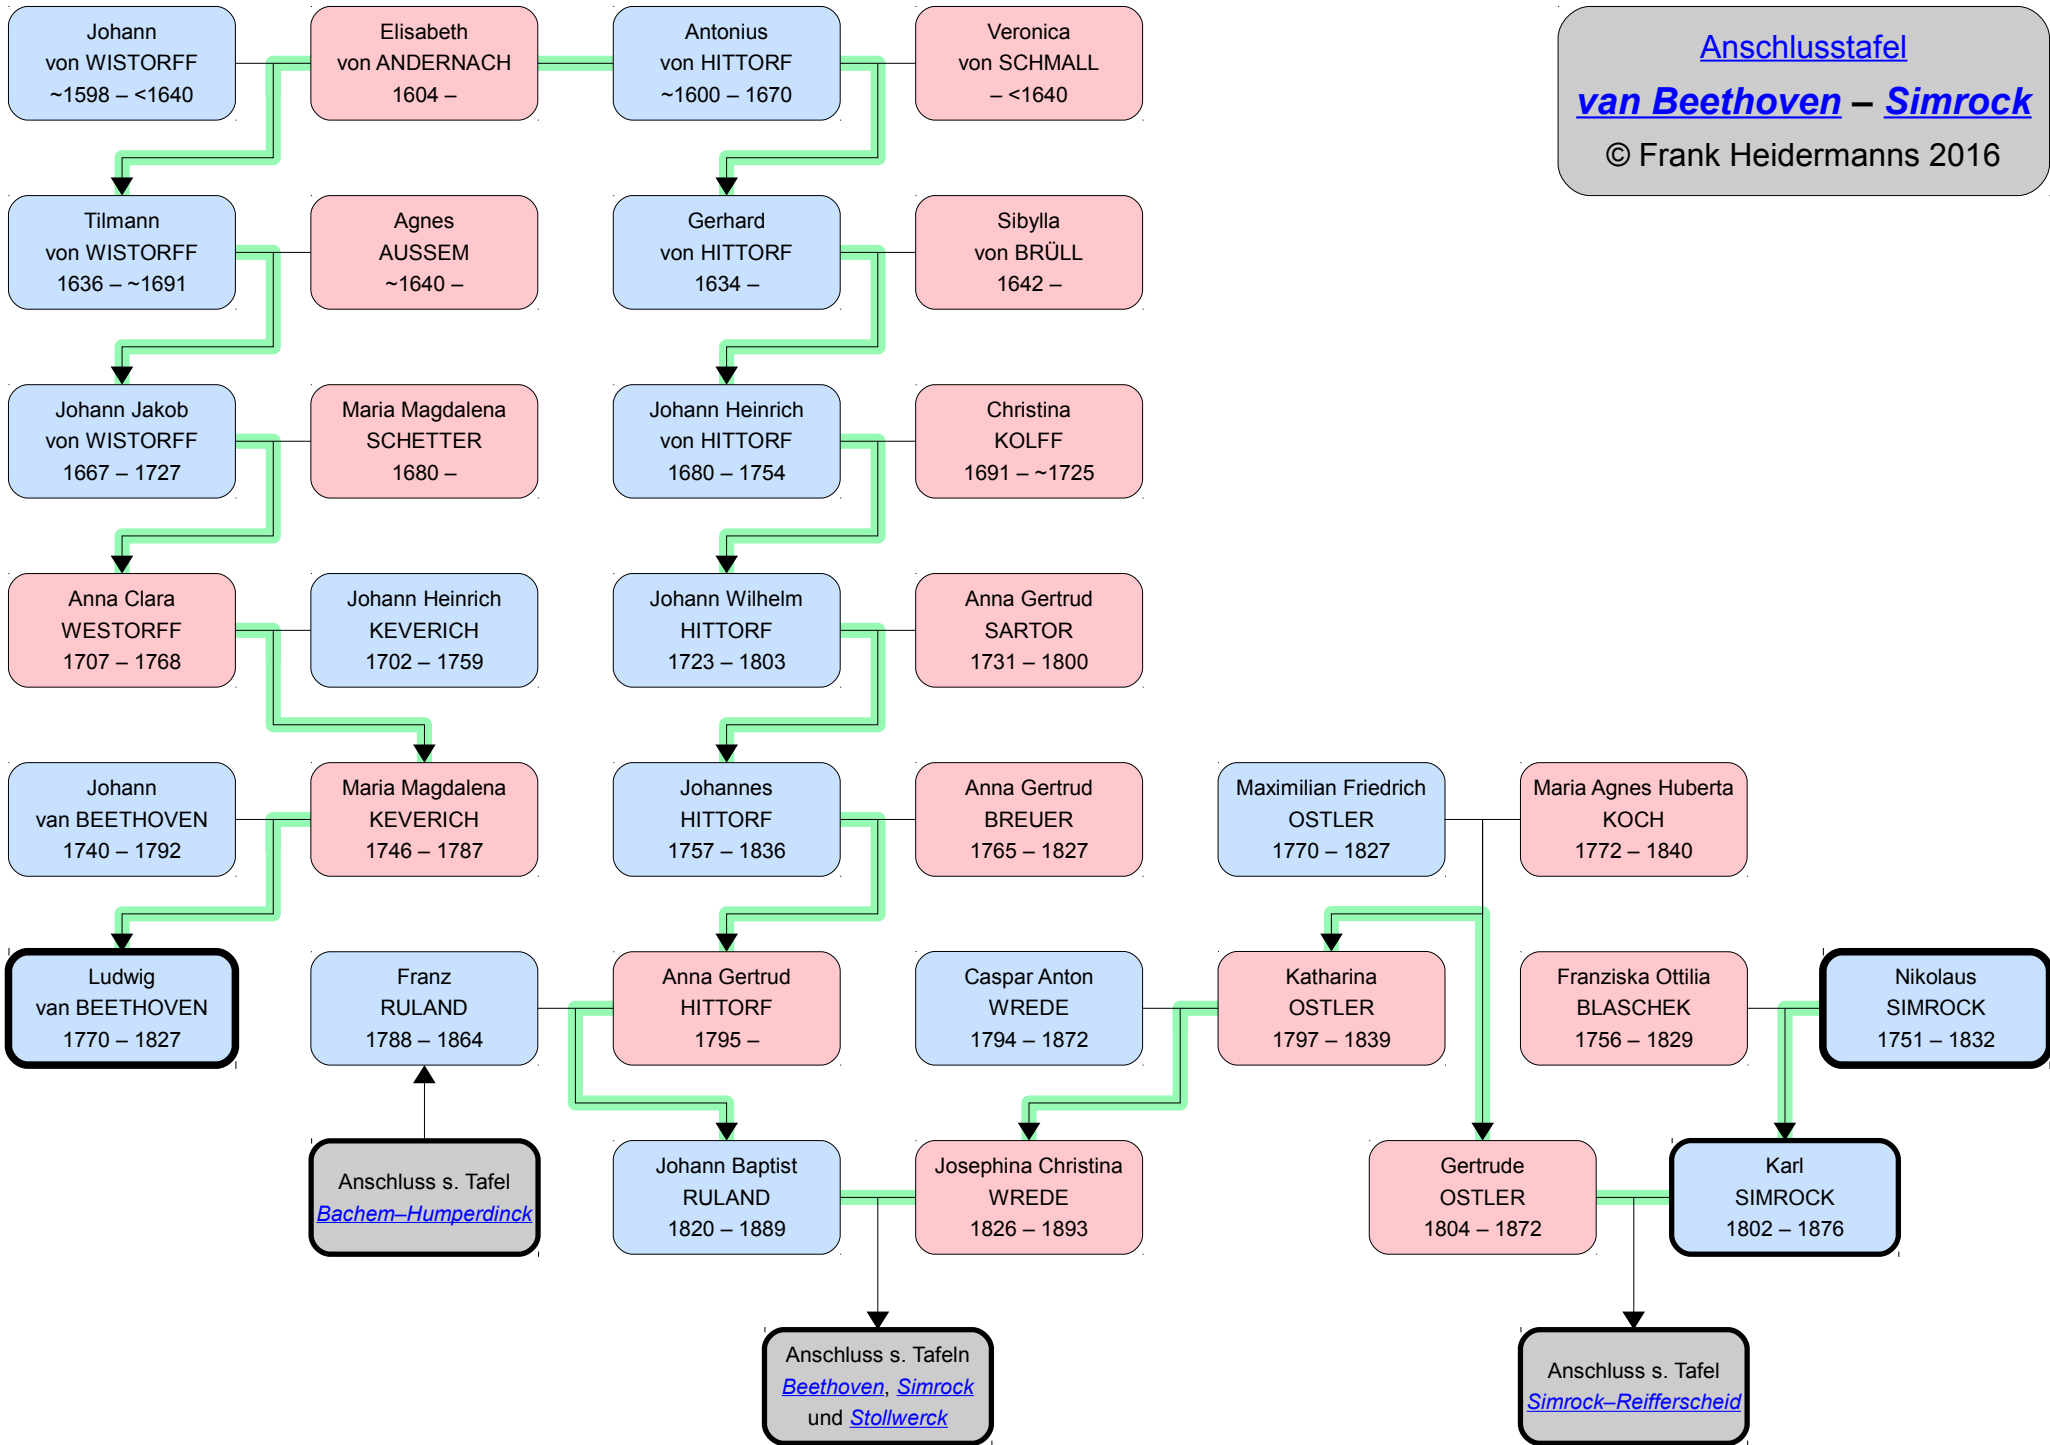 Johann
von WISTORFF
~1598 – <1640
Elisabeth
von ANDERNACH
1604 –
Antonius
von HITTORF
~1600 – 1670
Veronica
von SCHMALL
– <1640
Anschlusstafel
van Beethoven – Simrock
© Frank Heidermanns 2016
Tilmann
von WISTORFF
1636 – ~1691
Agnes
AUSSEM
~1640 –
Gerhard
von HITTORF
1634 –
Sibylla
von BRÜLL
1642 –
Johann Jakob
von WISTORFF
1667 – 1727
Maria Magdalena
SCHETTER
1680 –
Johann Heinrich
von HITTORF
1680 – 1754
Christina
KOLFF
1691 – ~1725
Anna Clara
WESTORFF
1707 – 1768
Johann Heinrich
KEVERICH
1702 – 1759
Johann Wilhelm
HITTORF
1723 – 1803
Anna Gertrud
SARTOR
1731 – 1800
Johann
van BEETHOVEN
1740 – 1792
Maria Magdalena
KEVERICH
1746 – 1787
Johannes
HITTORF
1757 – 1836
Anna Gertrud
BREUER
1765 – 1827
Maximilian Friedrich
OSTLER
1770 – 1827
Maria Agnes Huberta
KOCH
1772 – 1840
Ludwig
van BEETHOVEN
1770 – 1827
Franz
RULAND
1788 – 1864
Anna Gertrud
HITTORF
1795 –
Caspar Anton
WREDE
1794 – 1872
Katharina
OSTLER
1797 – 1839
Franziska Ottilia
BLASCHEK
1756 – 1829
Nikolaus
SIMROCK
1751 – 1832
Anschluss s. Tafel
Bachem–Humperdinck
Johann Baptist
RULAND
1820 – 1889
Josephina Christina
WREDE
1826 – 1893
Gertrude
OSTLER
1804 – 1872
Karl
SIMROCK
1802 – 1876
Anschluss s. Tafeln
Beethoven, Simrock
und Stollwerck
Anschluss s. Tafel
Simrock–Reifferscheid